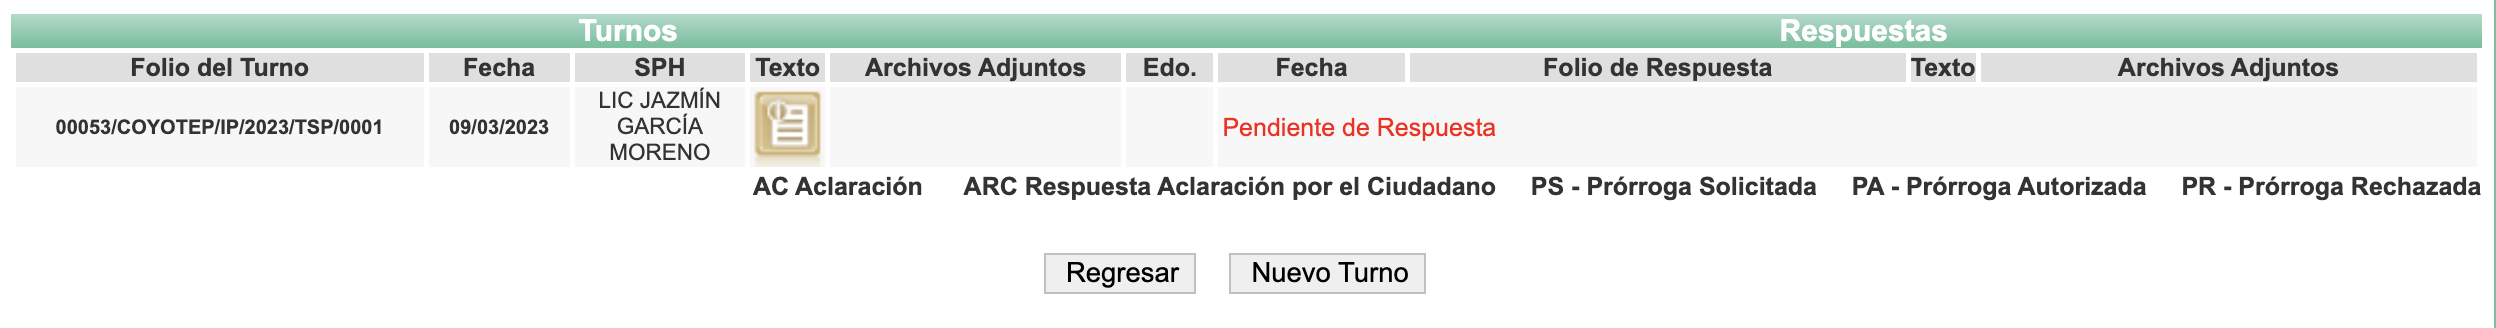 Turnos Respuestas
Folio del Turno Fecha SPH Texto Archivos Adjuntos Edo. Fecha Folio de Respuesta Texto Archivos Adjuntos
00053/COYOTEP/IP/2023/TSP/0001 09/03/2023 LIC JAZMÍN
GARCÍA
MORENO
Pendiente de Respuesta
AC Aclaración ARC Respuesta Aclaración por el Ciudadano PS - Prórroga Solicitada PA - Prórroga Autorizada PR - Prórroga Rechazada
Regresar Nuevo Turno